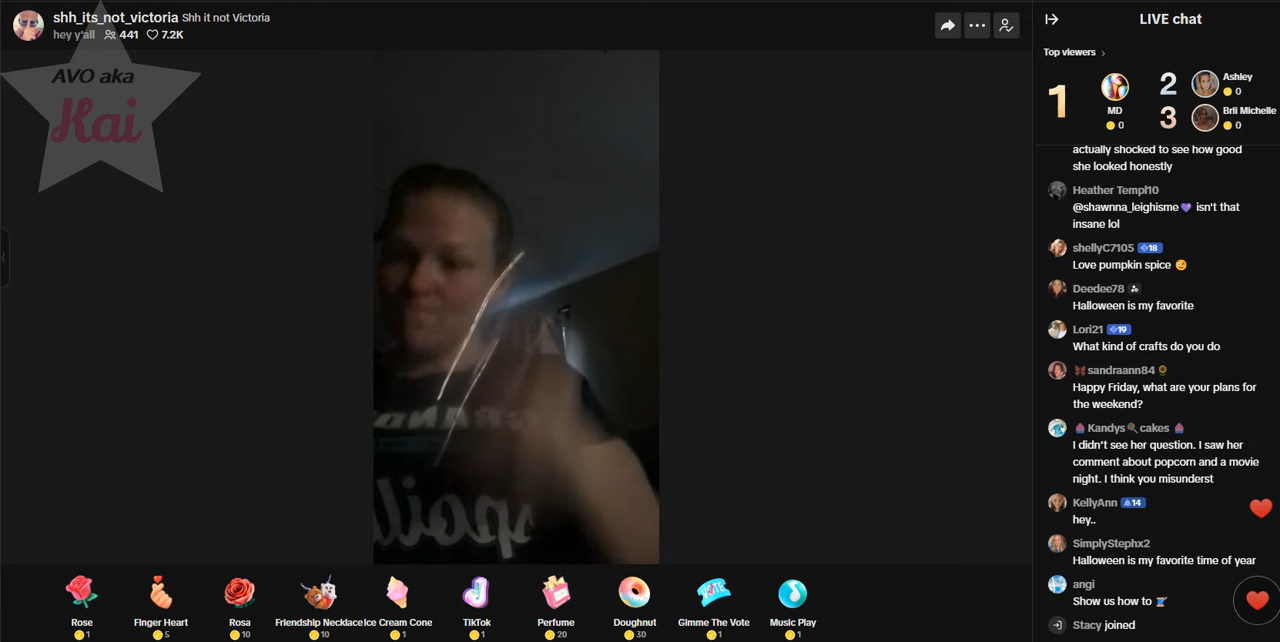 shh_its_not_victoria Shh it not Victoria
hey y'all 441 7.2K
AVO aka
Kai
LIVE chat
Top viewers
1
MD
0
2
Ashley
0
3
Brii Michelle
0
actually shocked to see how good
she looked honestly
Heather Templ10
@shawnna_leighisme💜 isn't that
insane lol
shellyC7105 18
Love pumpkin spice 😉
Deedee78
Halloween is my favorite
Lori21 19
What kind of crafts do you do
🦋sandraann84🌻
Happy Friday, what are your plans for
the weekend?
🧁Kandys🍭cakes 🧁
I didn't see her question. I saw her
comment about popcorn and a movie
night. I think you misunderst
KellyAnn 14
hey..
SimplyStephx2
Halloween is my favorite time of year
angi
Show us how to 🧵
Stacy joined
GRAND
spoil
Rose
1
Finger Heart
5
Rosa
10
Friendship Necklace
10
Ice Cream Cone
1
TikTok
1
Perfume
20
Doughnut
30
VOTE
Gimme The Vote
1
Music Play
1